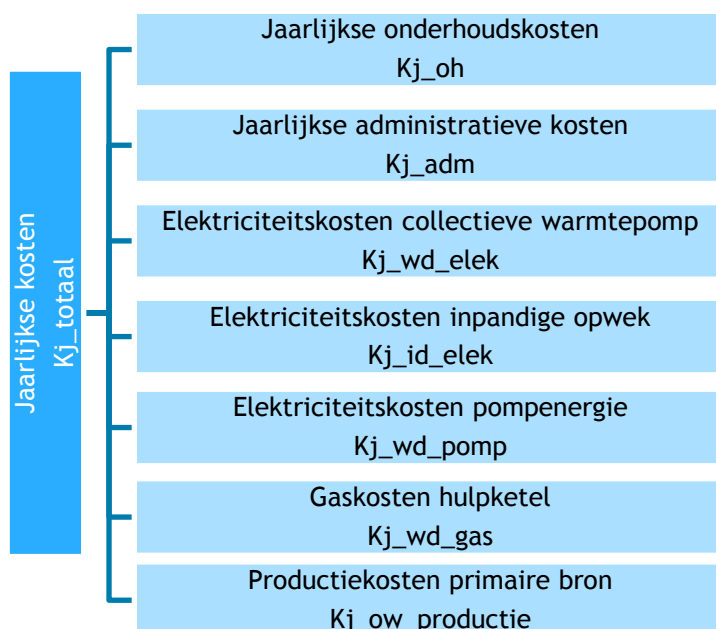 Jaarlijkse kosten
Kj_totaal
Jaarlijkse onderhoudskosten
Kj_oh
Jaarlijkse administratieve kosten
Kj_adm
Elektriciteitskosten collectieve warmtepomp
Kj_wd_elek
Elektriciteitskosten inpandige opwek
Kj_id_elek
Elektriciteitskosten pompenergie
Kj_wd_pomp
Gaskosten hulpketel
Kj_wd_gas
Productiekosten primaire bron
Kj_ow_productie